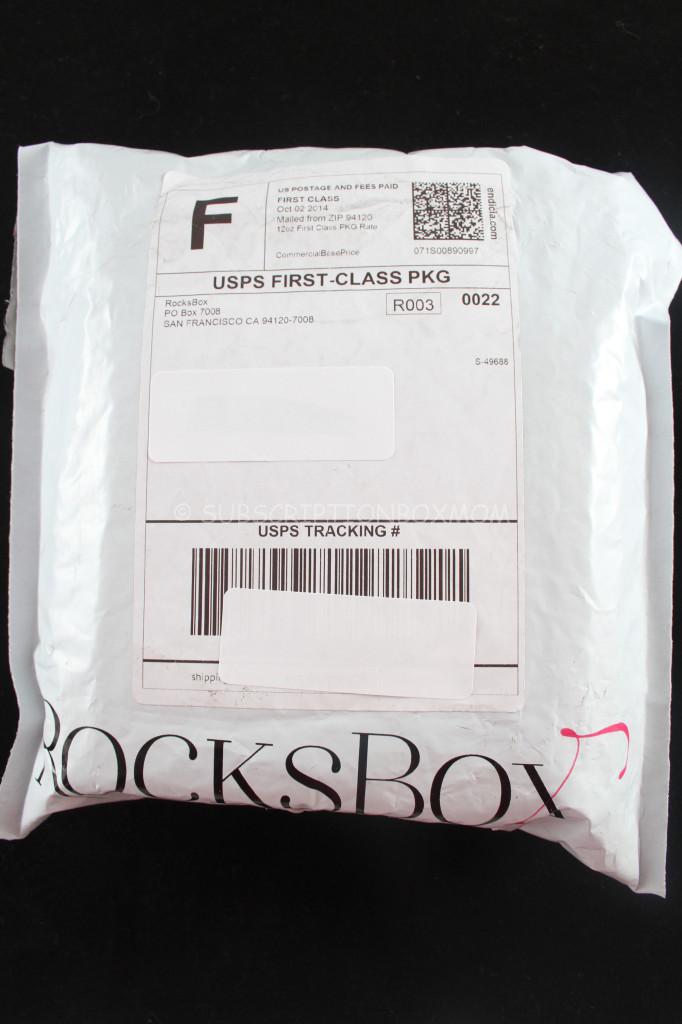 F
US POSTAGE AND FEES PAID
FIRST CLASS
Oct 02 2014
Mailed from ZIP 94120
12oz First Class PKG Rate
CommercialBasePrice
071S00890997
endicia.com
USPS FIRST-CLASS PKG
RocksBox
PO Box 7008
SAN FRANCISCO CA 94120-7008
R003
0022
S-49688
© SUBSCRIPTIONBOXMOM
USPS TRACKING #
ROCKSBOX